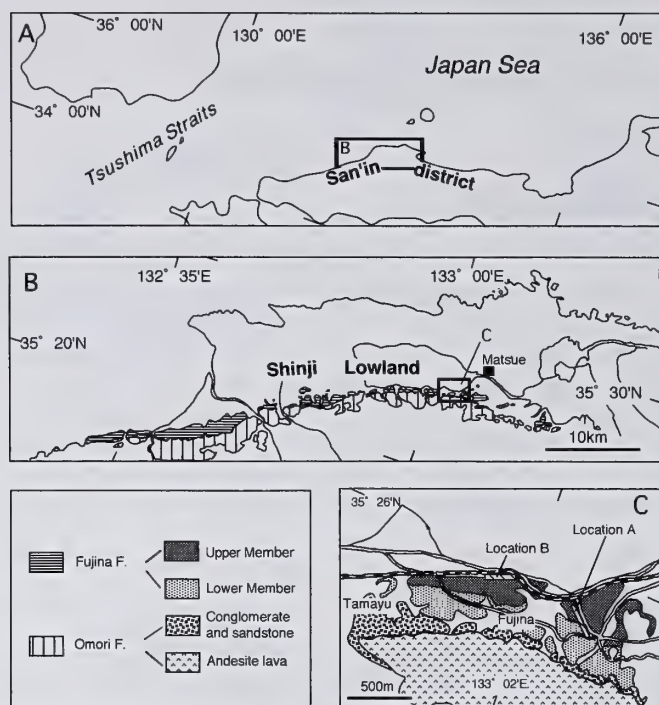 A
36° 00'N
130° 00'E
136° 00'E
34° 00'N
Japan Sea
Tsushima Straits
B
San'in district
B
132° 35'E
133° 00'E
35° 20'N
C
Shinji Lowland
Matsue
35° 30'N
10km
Fujina F.
Upper Member
Lower Member
Omori F.
Conglomerate
and sandstone
Andesite lava
35° 26'N
C
Location A
Location B
Tamayu
Fujina
500m
133° 02'E